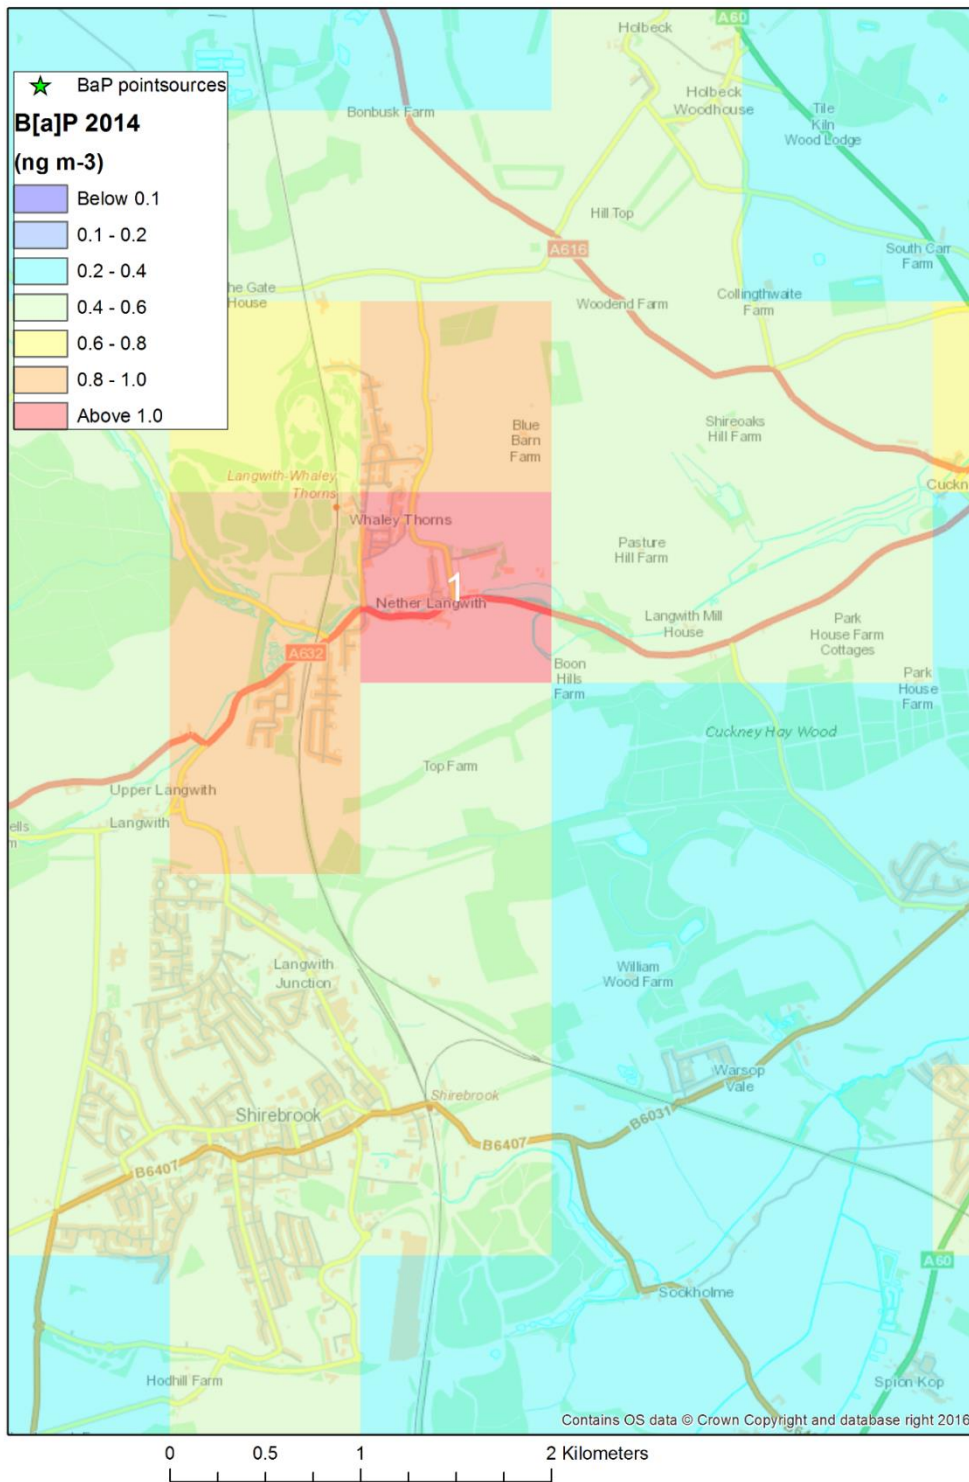 BaP pointsources
B[a]P 2014
(ng m-3)
Below 0.1
0.1 - 0.2
0.2 - 0.4
0.4 - 0.6
0.6 - 0.8
0.8 - 1.0
Above 1.0
A60
Holbeck
Holbeck
Woodhouse
Bonbusk Farm
Tile
Kiln
Wood Lodge
Hill Top
A616
South Carr
Farm
he Gate
House
Woodend Farm
Collingthwaite
Farm
Blue
Barn
Farm
Shireoaks
Hill Farm
Langwith-Whaley
Thorns
Cuckn
Whaley Thorns
Pasture
Hill Farm
1
Nether Langwith
Langwith Mill
House
Park
House Farm
Cottages
A632
Boon
Hills
Farm
Park
House
Farm
Cuckney Hay Wood
Top Farm
Upper Langwith
Langwith
ells
m
Langwith
Junction
William
Wood Farm
Warsop
Vale
Shirebrook
Shirebrook
B6031
B6407
B6407
A60
Sookholme
Hodhill Farm
Spion Kop
Contains OS data © Crown Copyright and database right 2016
0 0.5 1 2 Kilometers